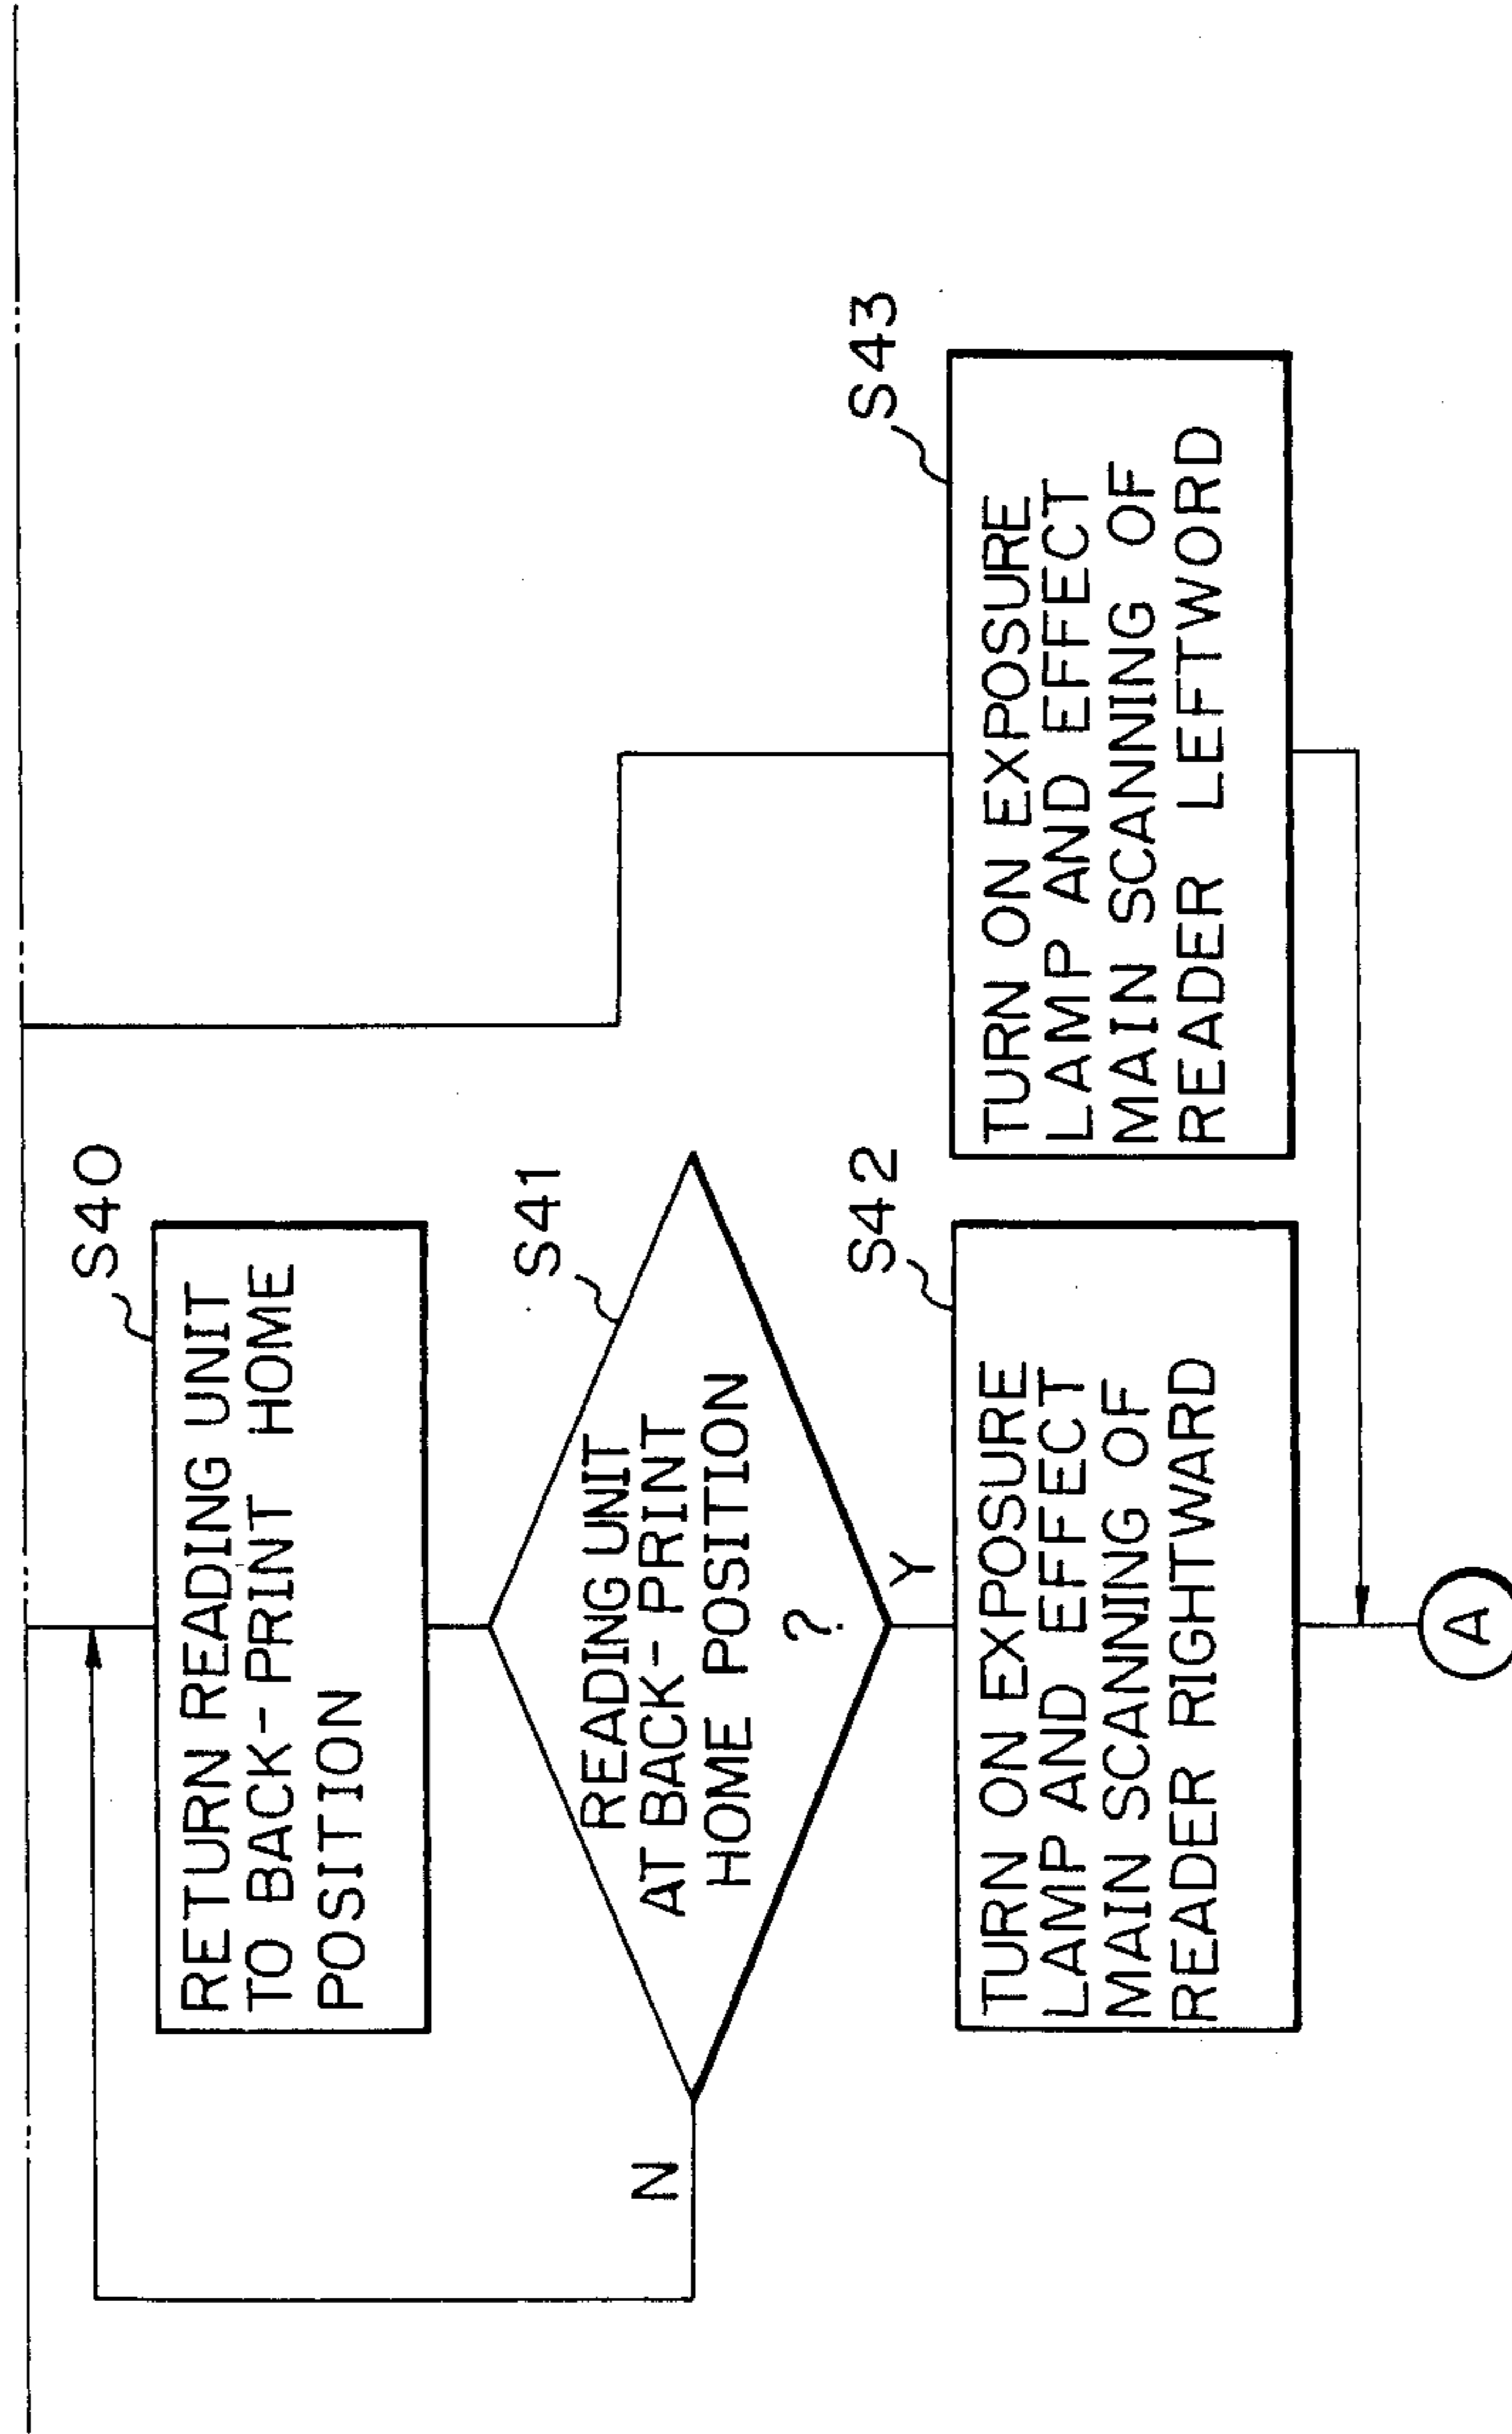 S40
RETURN READING UNIT
TO BACK-PRINT HOME
POSITION
S41
READING UNIT
AT BACK-PRINT
HOME POSITION
?
N
Y
S42
TURN ON EXPOSURE
LAMP AND EFFECT
MAIN SCANNING OF
READER RIGHTWARD
S43
TURN ON EXPOSURE
LAMP AND EFFECT
MAIN SCANNING OF
READER LEFTWORD
A